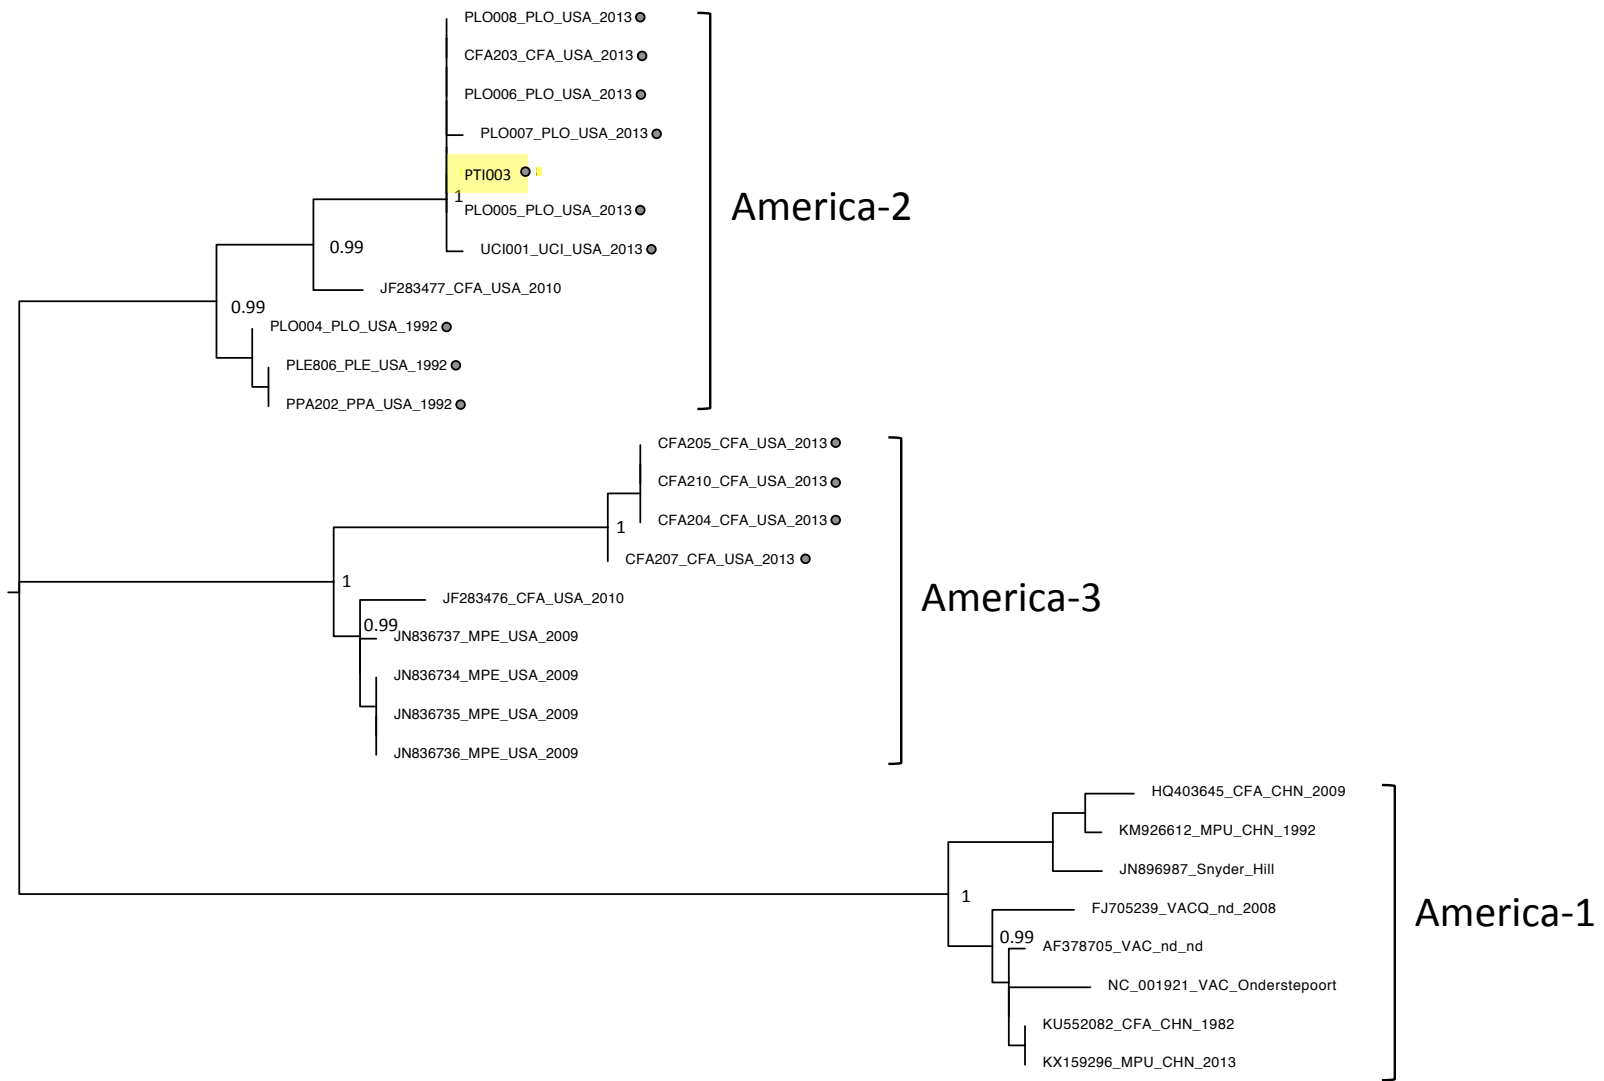 PLO008_PLO_USA_2013
CFA203_CFA_USA_2013
PLO006_PLO_USA_2013
PLO007_PLO_USA_2013
PTI003
1
PLO005_PLO_USA_2013
America-2
UCI001_UCI_USA_2013
0.99
JF283477_CFA_USA_2010
0.99
PLO004_PLO_USA_1992
PLE806_PLE_USA_1992
PPA202_PPA_USA_1992
CFA205_CFA_USA_2013
CFA210_CFA_USA_2013
CFA204_CFA_USA_2013
1
CFA207_CFA_USA_2013
1
JF283476_CFA_USA_2010
America-3
0.99
JN836737_MPE_USA_2009
JN836734_MPE_USA_2009
JN836735_MPE_USA_2009
JN836736_MPE_USA_2009
HQ403645_CFA_CHN_2009
KM926612_MPU_CHN_1992
JN896987_Snyder_Hill
1
FJ705239_VACQ_nd_2008
America-1
0.99
AF378705_VAC_nd_nd
NC_001921_VAC_Onderstepoort
KU552082_CFA_CHN_1982
KX159296_MPU_CHN_2013